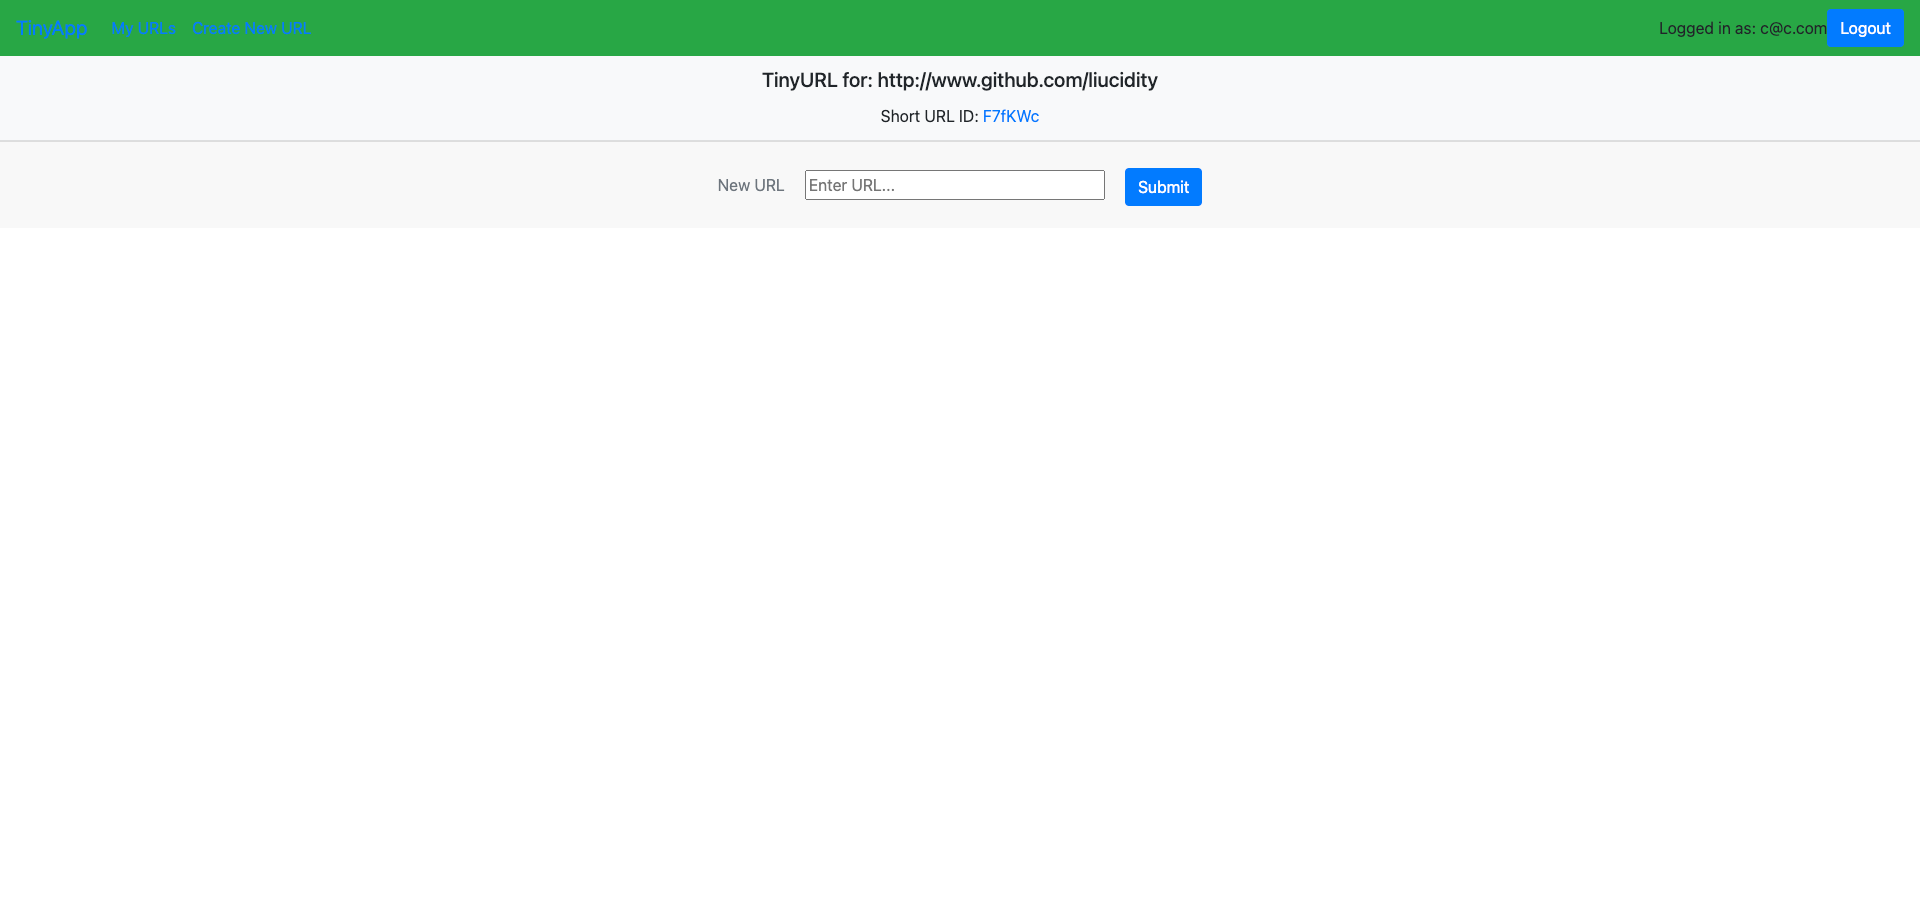 TinyApp My URLs Create New URL Logged in as: c@c.com Logout
TinyURL for: http://www.github.com/liucidity
Short URL ID: F7fKWc
New URL Enter URL... Submit